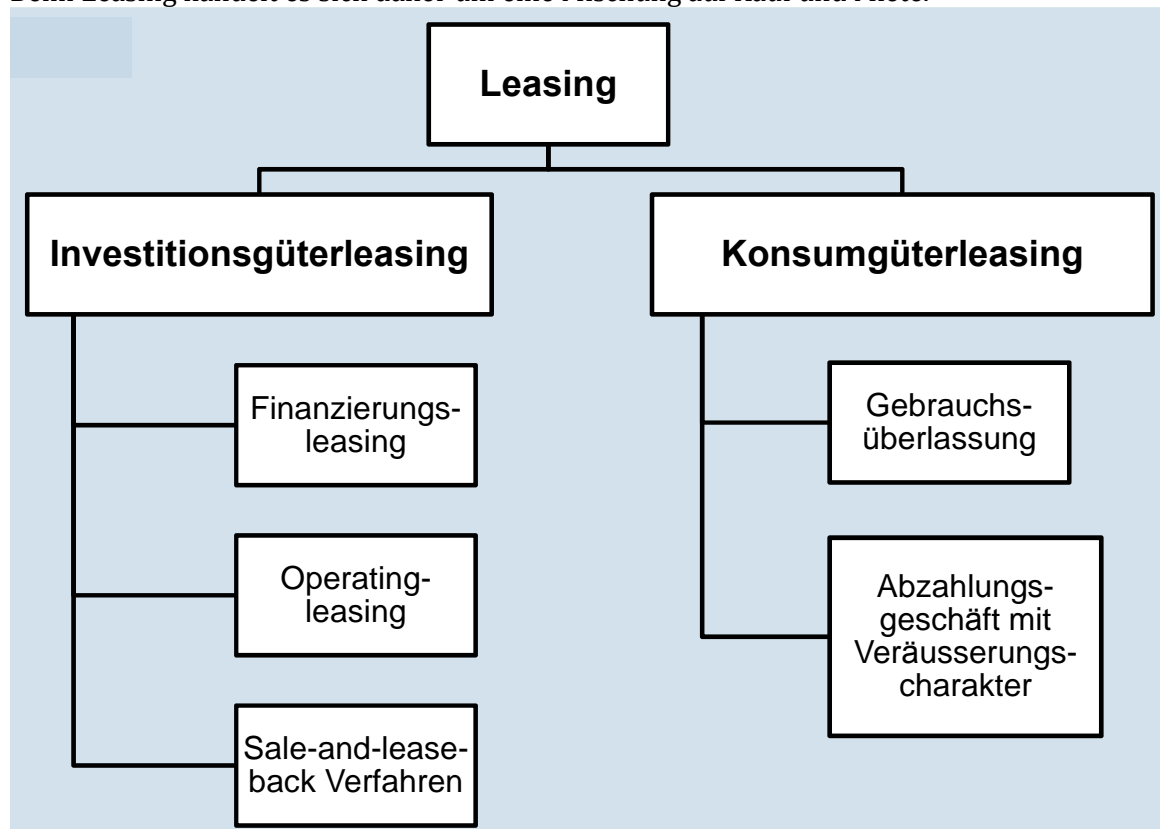 Leasing
Investitionsgüterleasing
Finanzierungs-
leasing
Operating-
leasing
Sale-and-lease-
back Verfahren
Konsumgüterleasing
Gebrauchs-
überlassung
Abzahlungs-
geschäft mit
Veräusserungs-
charakter